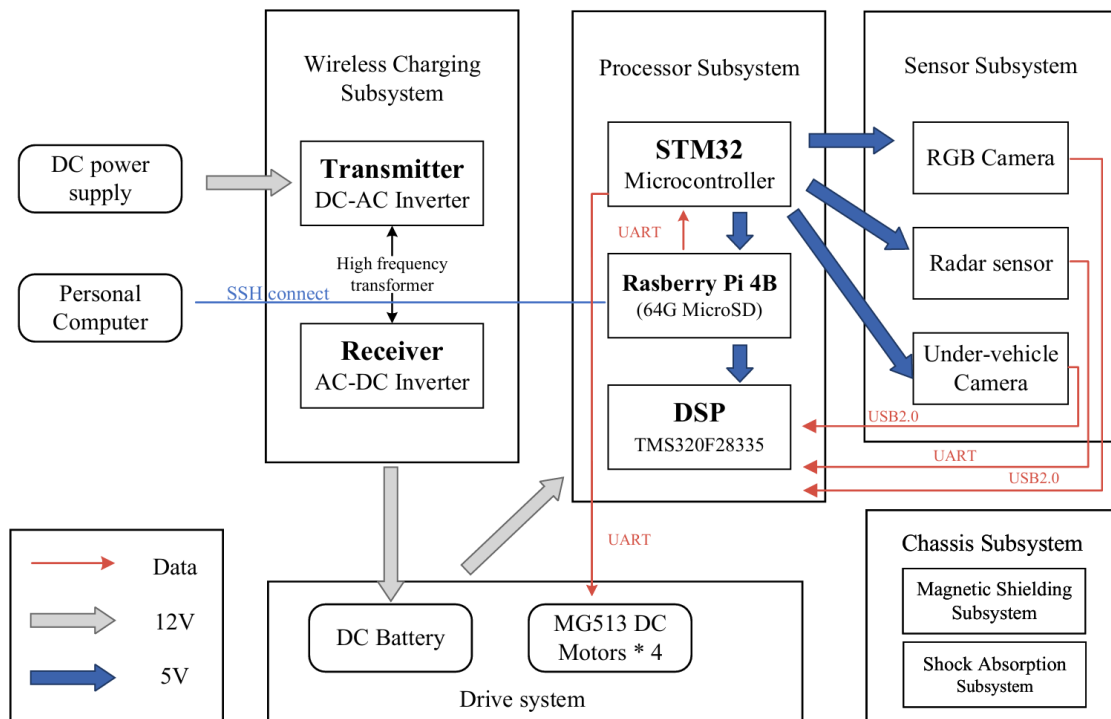 Wireless Charging
Subsystem
Processor Subsystem
Sensor Subsystem
DC power
supply
Transmitter
DC-AC Inverter
STM32
Microcontroller
RGB Camera
UART
High frequency
transformer
Personal
Computer
SSH connect
Rasberry Pi 4B
(64G MicroSD)
Radar sensor
Receiver
AC-DC Inverter
Under-vehicle
Camera
DSP
TMS320F28335
USB2.0
UART
USB2.0
Data
12V
5V
UART
DC Battery
MG513 DC
Motors * 4
Drive system
Chassis Subsystem
Magnetic Shielding
Subsystem
Shock Absorption
Subsystem